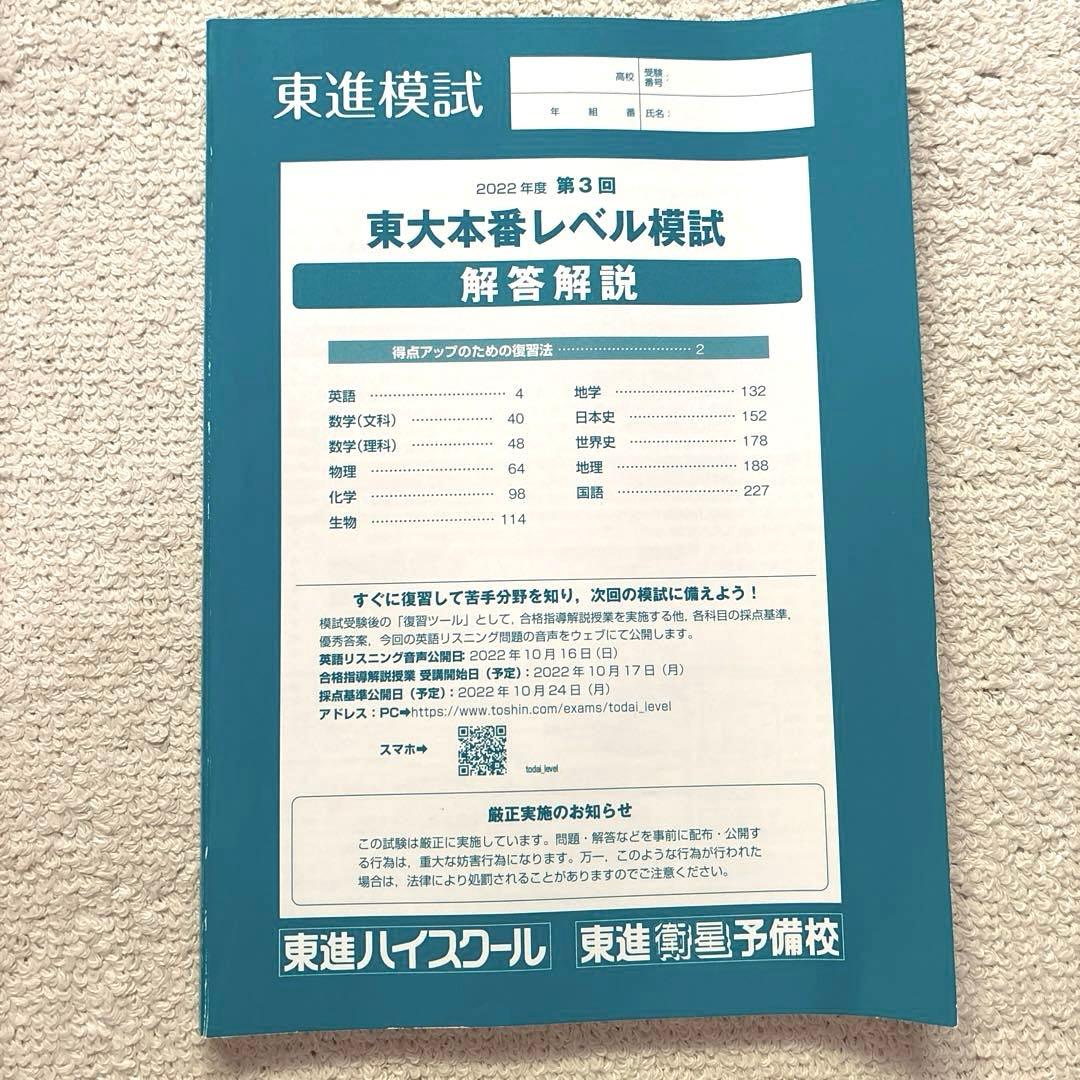 東進模試
高校 受験番号:
年 組 番 氏名:
2022年度 第3回
東大本番レベル模試
解答解説
得点アップのための復習法 …………………………… 2
英語 …………………………… 4
数学(文科) …………………… 40
数学(理科) …………………… 48
物理 …………………………… 64
化学 …………………………… 98
生物 …………………………… 114
地学 …………………………… 132
日本史 ………………………… 152
世界史 ………………………… 178
地理 …………………………… 188
国語 …………………………… 227
すぐに復習して苦手分野を知り,次回の模試に備えよう!
模試受験後の「復習ツール」として,合格指導解説授業を実施する他,各科目の採点基準,
優秀答案,今回の英語リスニング問題の音声をウェブにて公開します。
英語リスニング音声公開日:2022年10月16日(日)
合格指導解説授業 受講開始日(予定):2022年10月17日(月)
採点基準公開日(予定):2022年10月24日(月)
アドレス:PC➡https://www.toshin.com/exams/todai_level
スマホ➡
todai_level
厳正実施のお知らせ
この試験は厳正に実施しています。問題・解答などを事前に配布・公開す
る行為は,重大な妨害行為になります。万一,このような行為が行われた
場合は,法律により処罰されることがありますのでご注意ください。
東進ハイスクール 東進衛星予備校